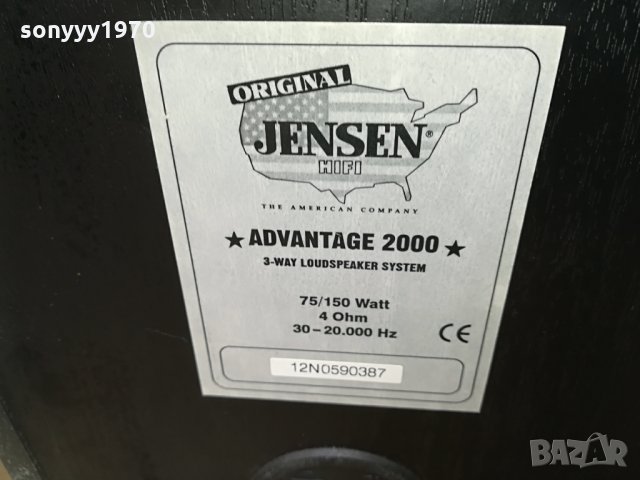 sonyyy1970
ORIGINAL
JENSEN®
HIFI
THE AMERICAN COMPANY
★ ADVANTAGE 2000 ★
3-WAY LOUDSPEAKER SYSTEM
75/150 Watt
4 Ohm
30–20.000 Hz
CE
12N0590387
BAZAR